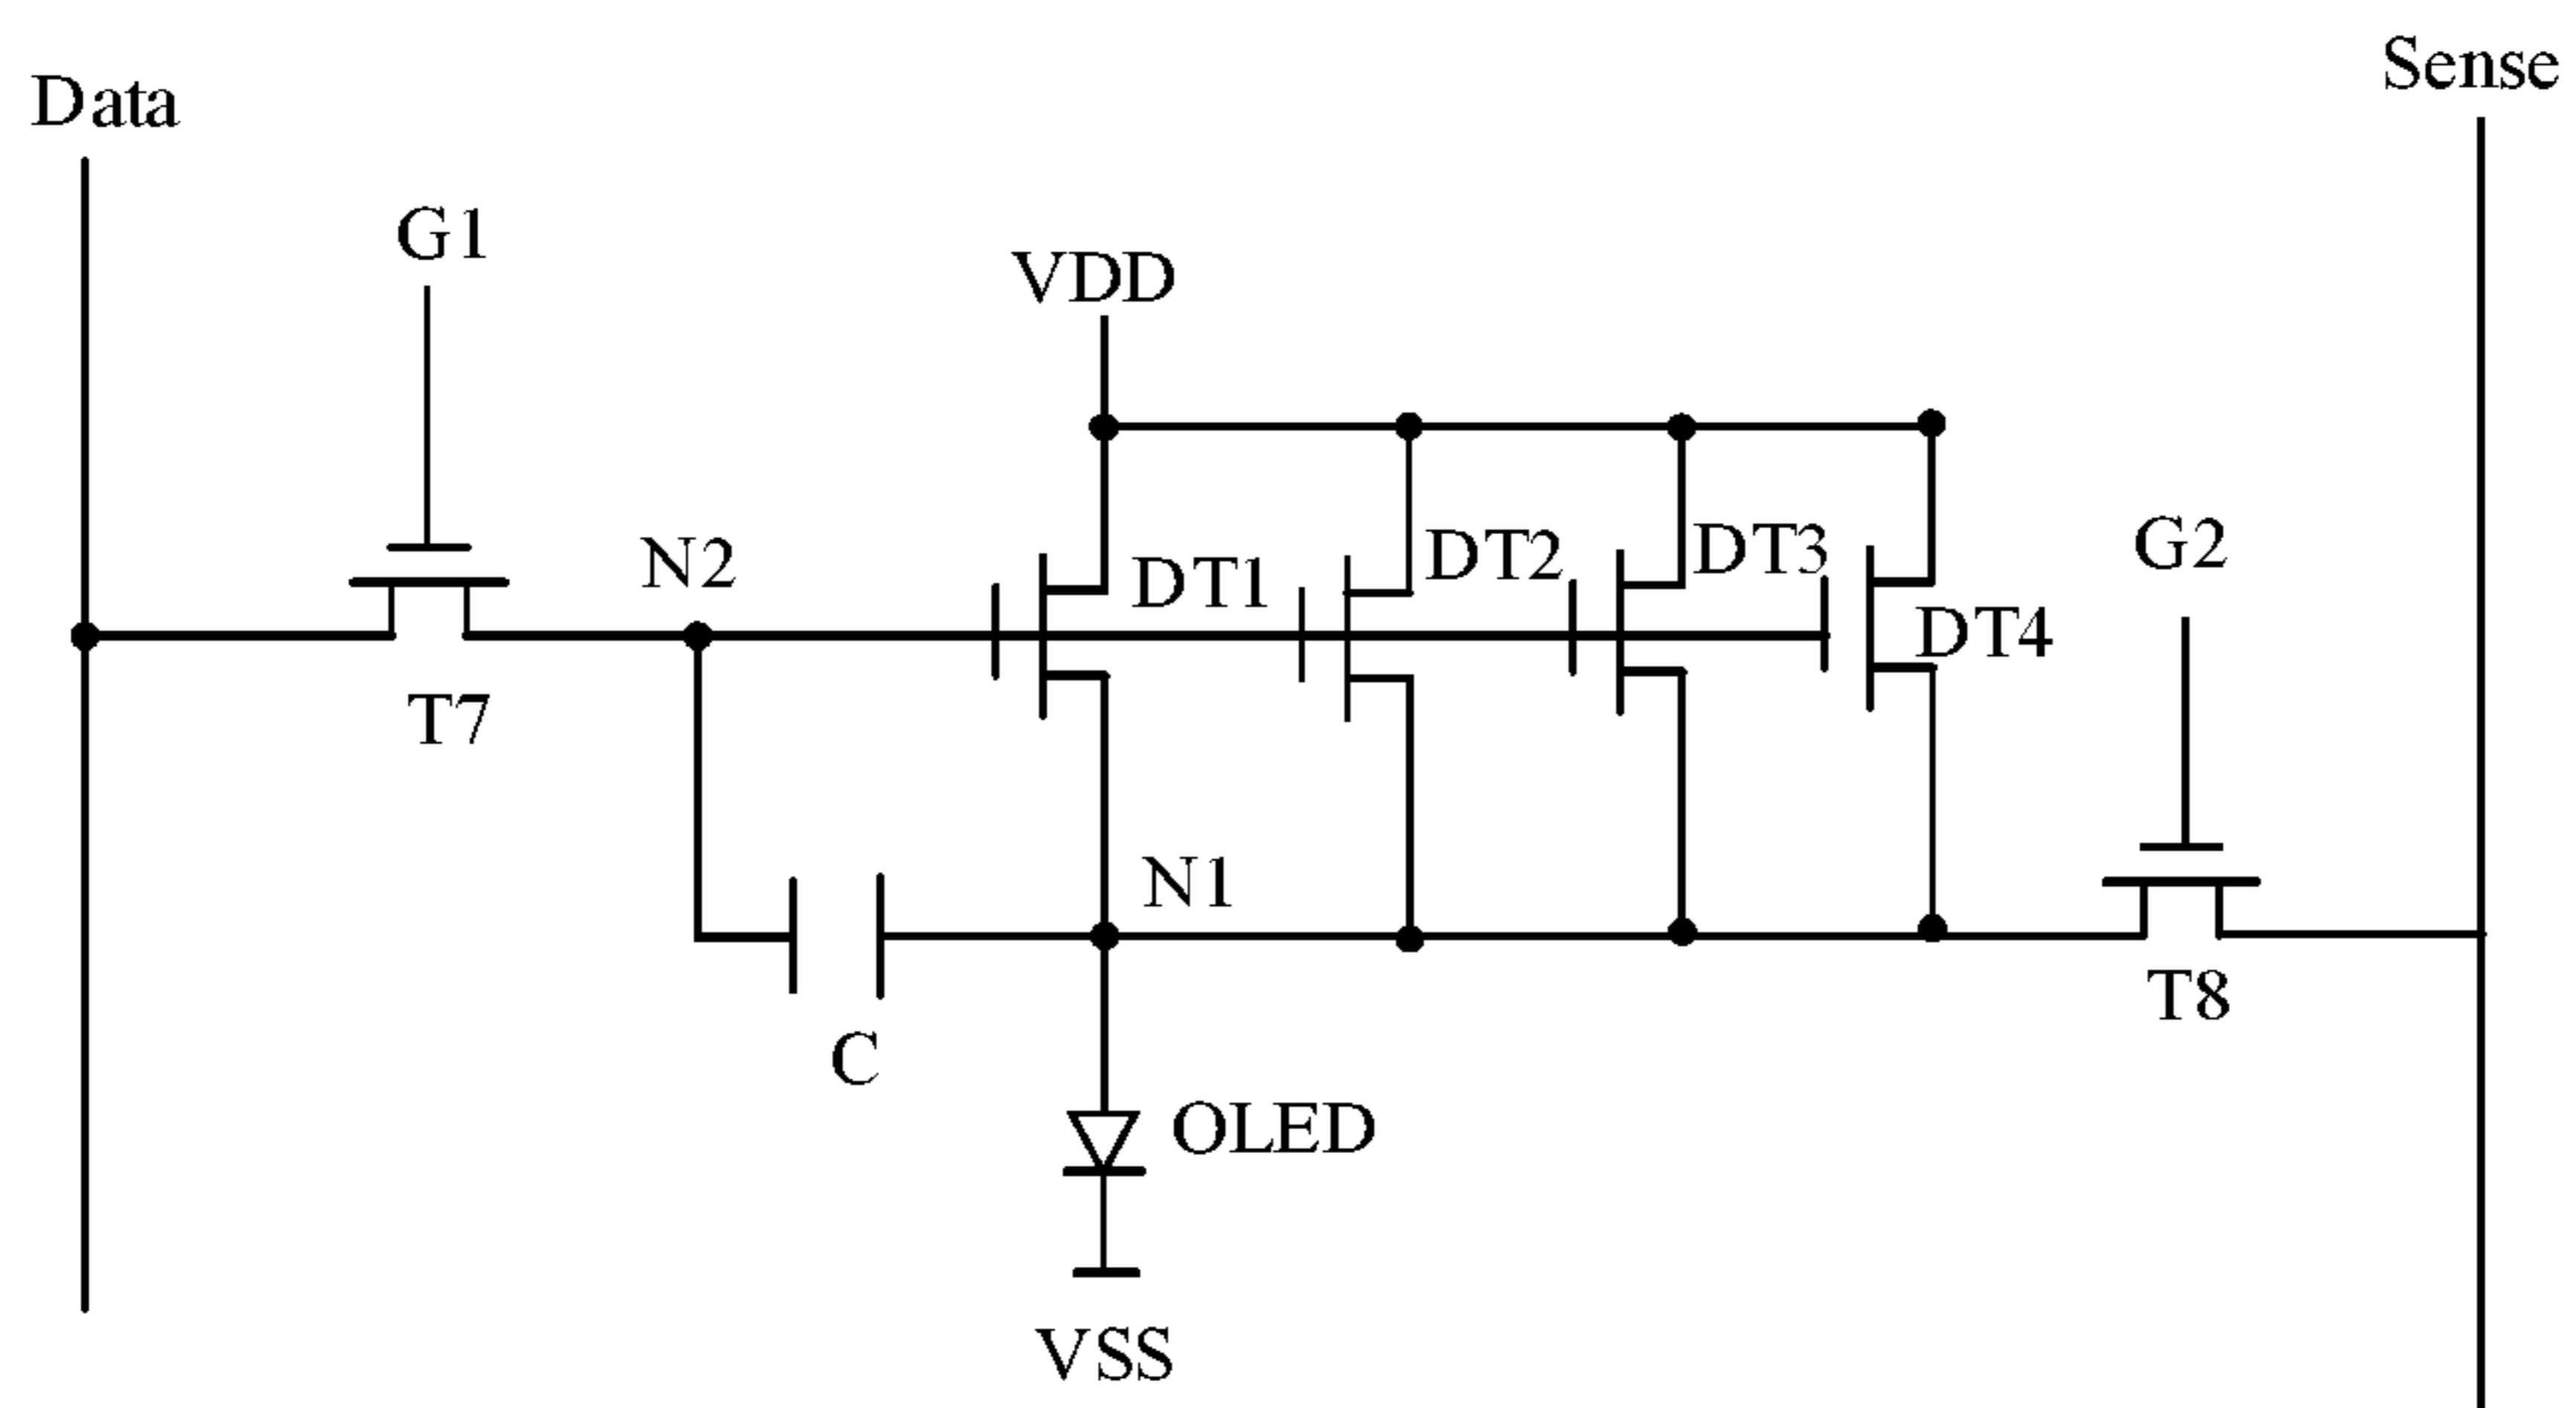 Data
Sense
G1
VDD
N2
DT1
DT2
DT3
DT4
G2
T7
N1
T8
C
OLED
VSS